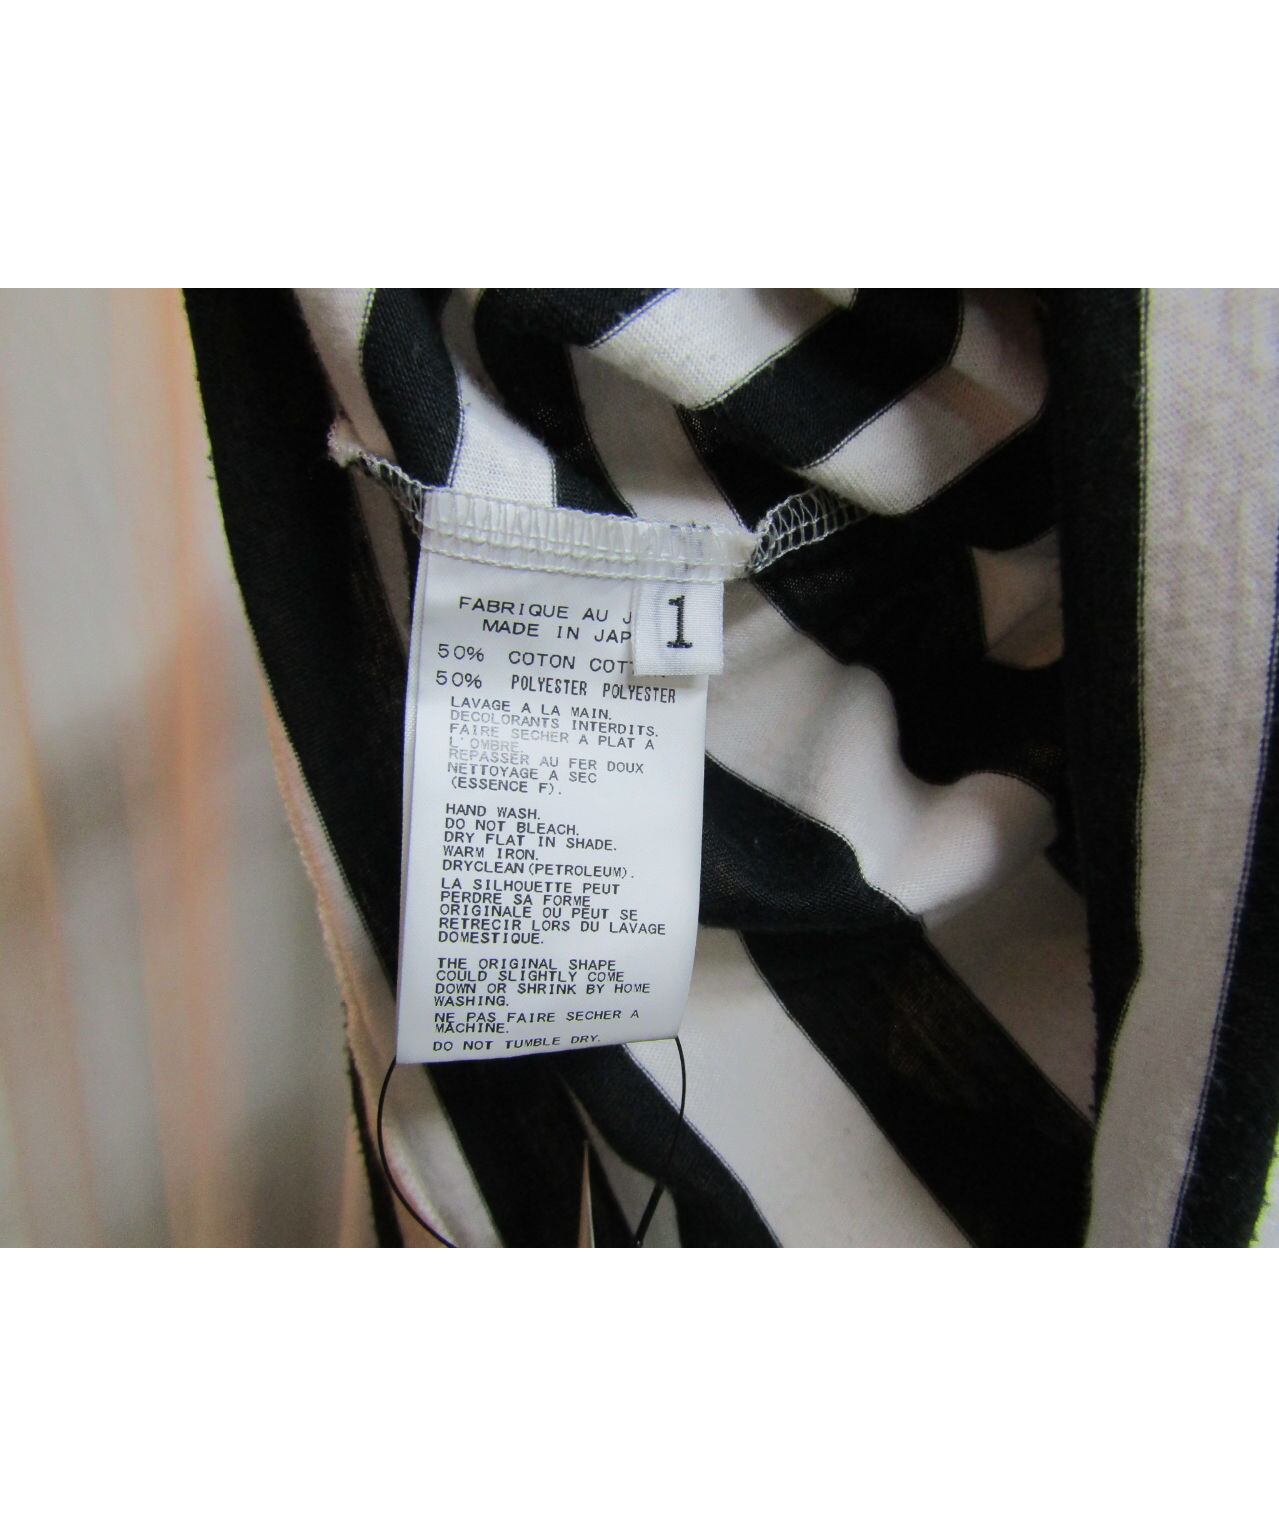 FABRIQUE AU J
1
MADE IN JAP
50% COTON COTT
50% POLYESTER POLYESTER
LAVAGE A LA MAIN.
DECOLORANTS INTERDITS.
FAIRE SECHER A PLAT A
L'OMBRE.
REPASSER AU FER DOUX
NETTOYAGE A SEC
(ESSENCE F).
HAND WASH.
DO NOT BLEACH.
DRY FLAT IN SHADE.
WARM IRON.
DRYCLEAN(PETROLEUM).
LA SILHOUETTE PEUT
PERDRE SA FORME
ORIGINALE OU PEUT SE
RETRECIR LORS DU LAVAGE
DOMESTIQUE.
THE ORIGINAL SHAPE
COULD SLIGHTLY COME
DOWN OR SHRINK BY HOME
WASHING.
NE PAS FAIRE SECHER A
MACHINE.
DO NOT TUMBLE DRY.